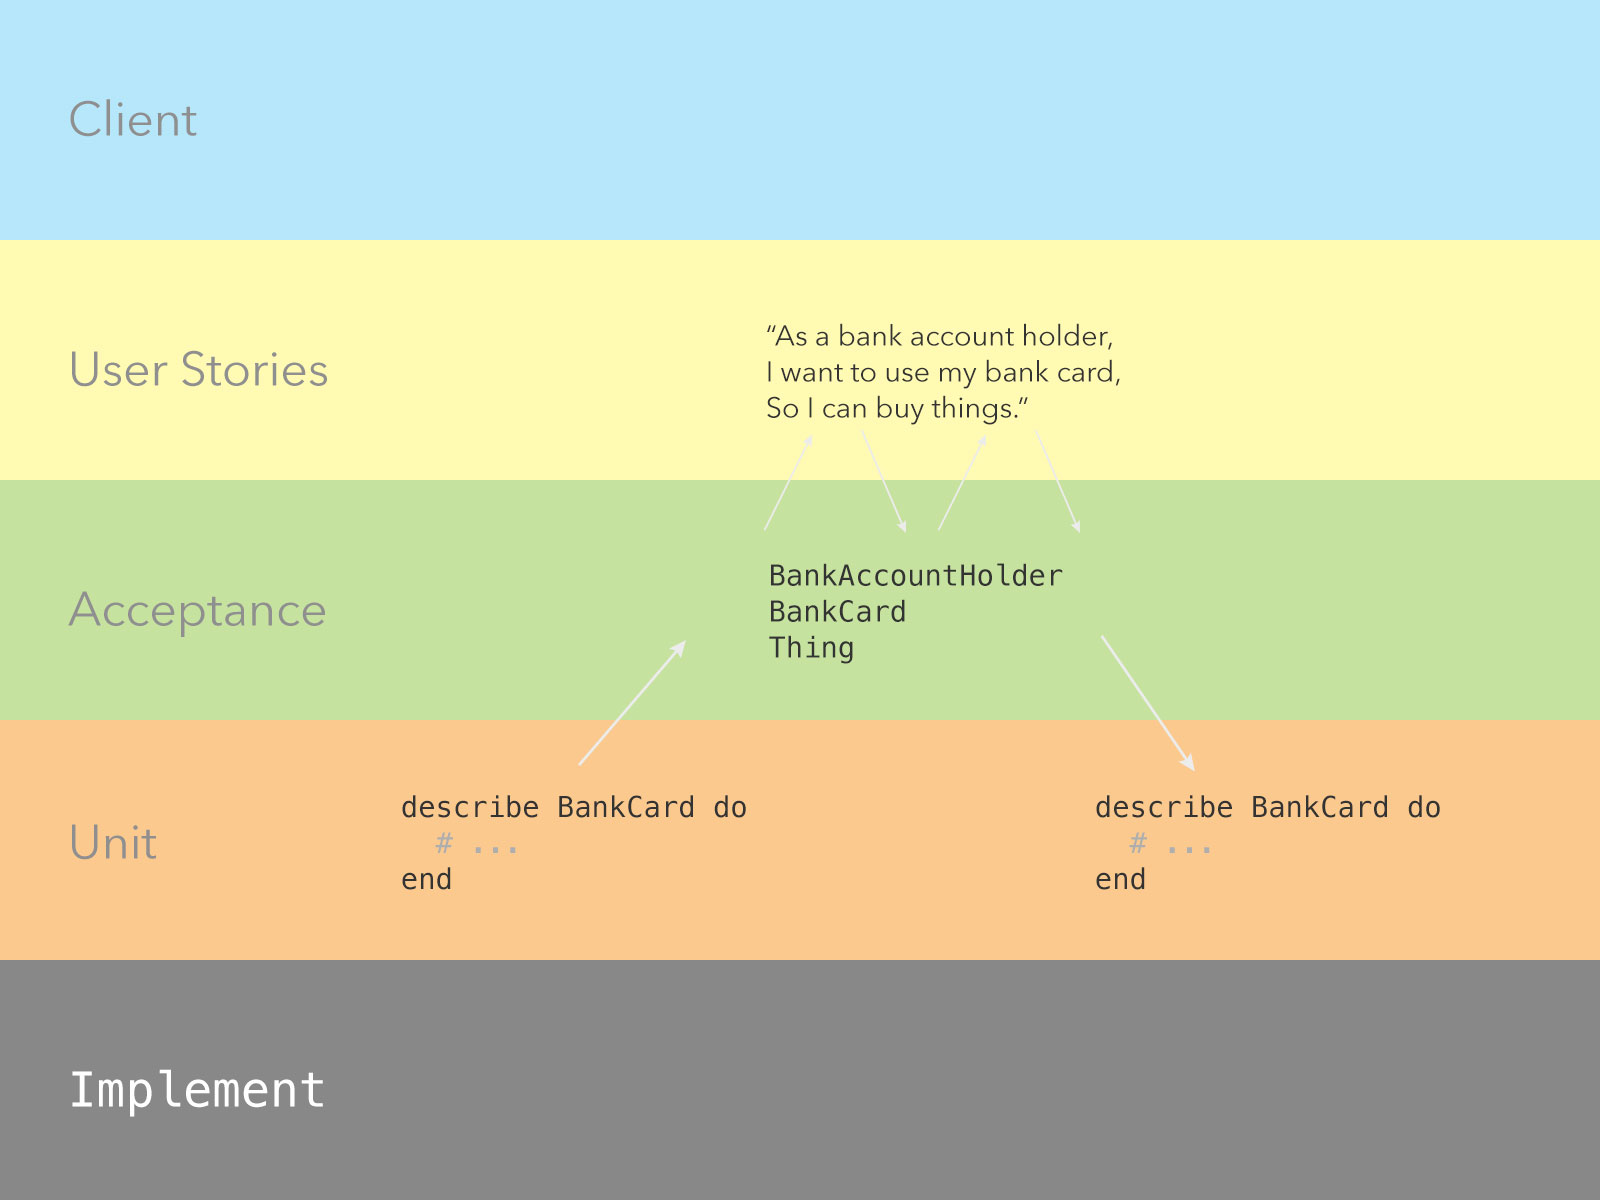 Client
User Stories
“As a bank account holder,
I want to use my bank card,
So I can buy things.”
Acceptance
BankAccountHolder
BankCard
Thing
Unit
describe BankCard do
# ...
end
describe BankCard do
# ...
end
Implement